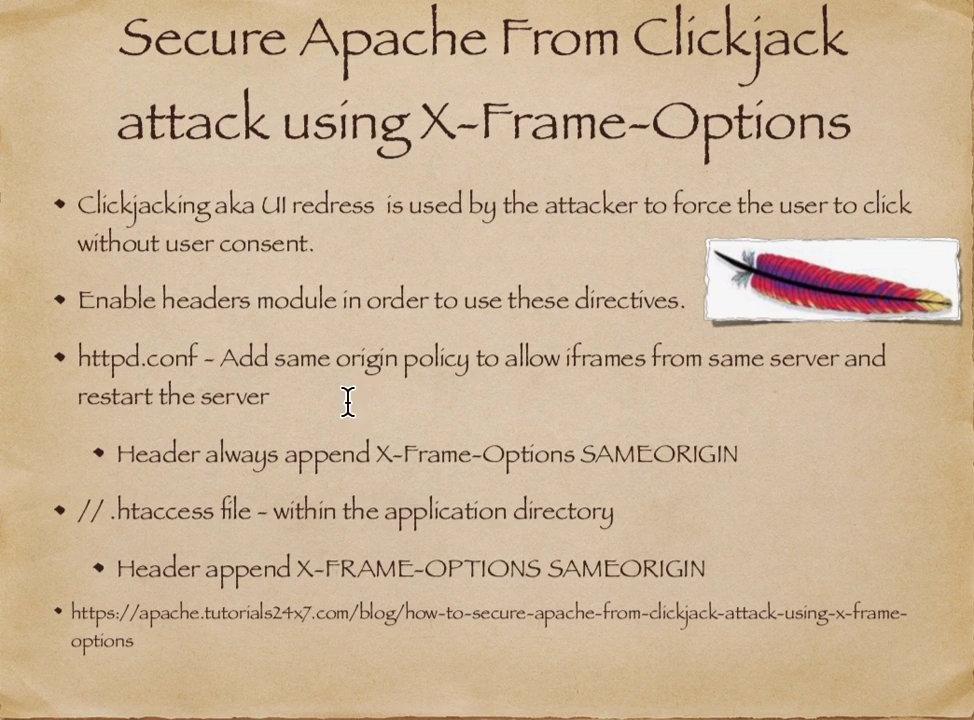 Secure Apache From Clickjack
attack using X-Frame-Options
• Clickjacking aka UI redress is used by the attacker to force the user to click
without user consent.
• Enable headers module in order to use these directives.
• httpd.conf - Add same origin policy to allow iframes from same server and
restart the server
• Header always append X-Frame-Options SAMEORIGIN
• // .htaccess file - within the application directory
• Header append X-FRAME-OPTIONS SAMEORIGIN
• https://apache.tutorials24x7.com/blog/how-to-secure-apache-from-clickjack-attack-using-x-frame-
options